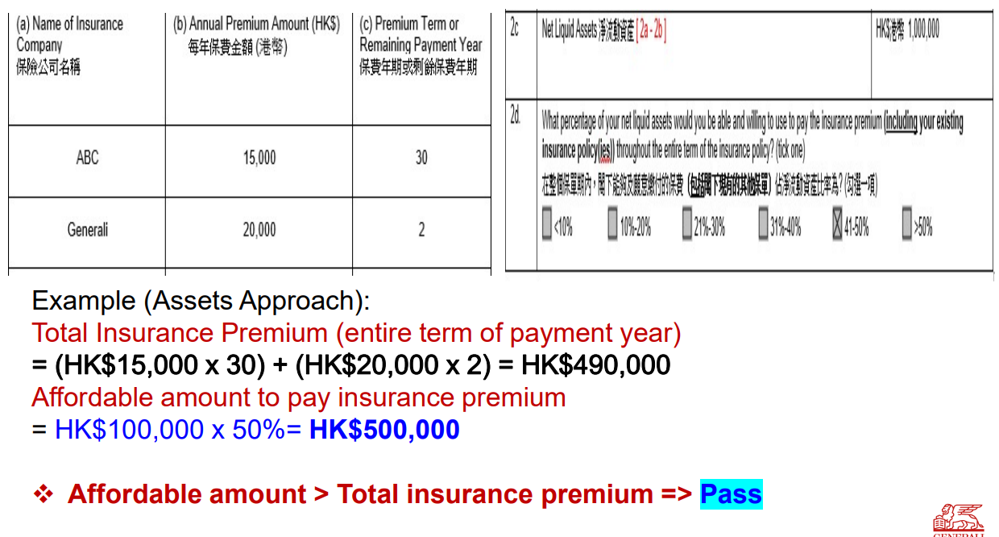 (a) Name of Insurance
Company
保險公司名稱
(b) Annual Premium Amount (HK$)
每年保費金額 (港幣)
(c) Premium Term or
Remaining Payment Year
保費年期或剩餘保費年期
ABC
15,000
30
Generali
20,000
2
2c
Net Liquid Assets 淨流動資產 [ 2a - 2b ]
HK$港幣 1,000,000
2d.
What percentage of your net liquid assets would you be able and willing to use to pay the insurance premium (including your existing
insurance policy(ies)) throughout the entire term of the insurance policy? (tick one)
在整個保單期內，閣下能夠及願意繳付的保費 (包括閣下現有的其他保單) 佔淨流動資產比率為? (勾選一項)
<10%
10%-20%
21%-30%
31%-40%
41-50%
>50%
Example (Assets Approach):
Total Insurance Premium (entire term of payment year)
= (HK$15,000 x 30) + (HK$20,000 x 2) = HK$490,000
Affordable amount to pay insurance premium
= HK$100,000 x 50%= HK$500,000
❖ Affordable amount > Total insurance premium => Pass
GENERALI